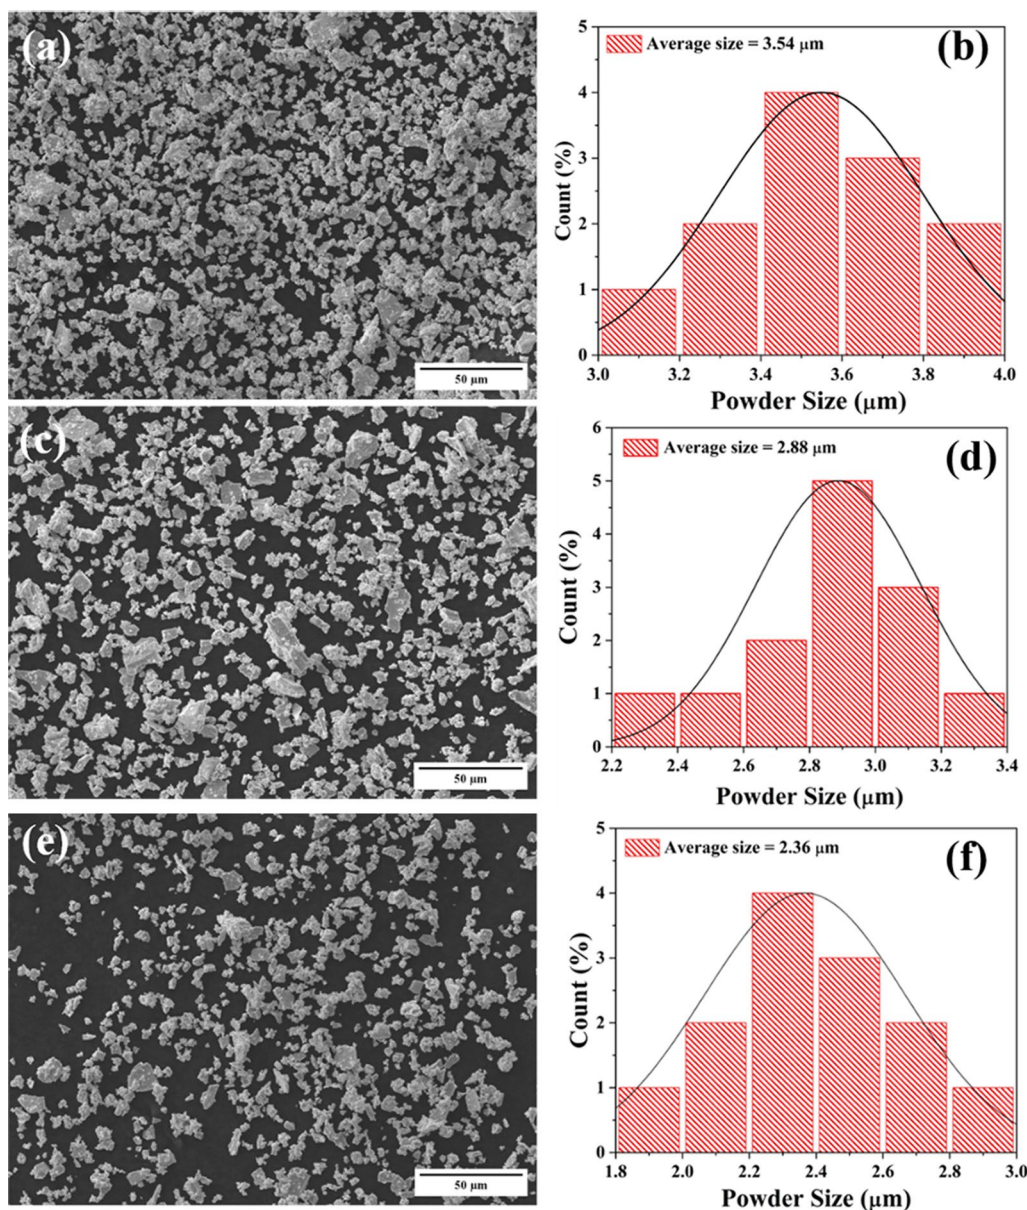 (a)
50 μm
Average size = 3.54 μm
(b)
5
4
3
2
1
0
Count (%)
3.0 3.2 3.4 3.6 3.8 4.0
Powder Size (μm)
(c)
50 μm
Average size = 2.88 μm
(d)
6
5
4
3
2
1
0
Count (%)
2.2 2.4 2.6 2.8 3.0 3.2 3.4
Powder Size (μm)
(e)
50 μm
Average size = 2.36 μm
(f)
5
4
3
2
1
0
Count (%)
1.8 2.0 2.2 2.4 2.6 2.8 3.0
Powder Size (μm)